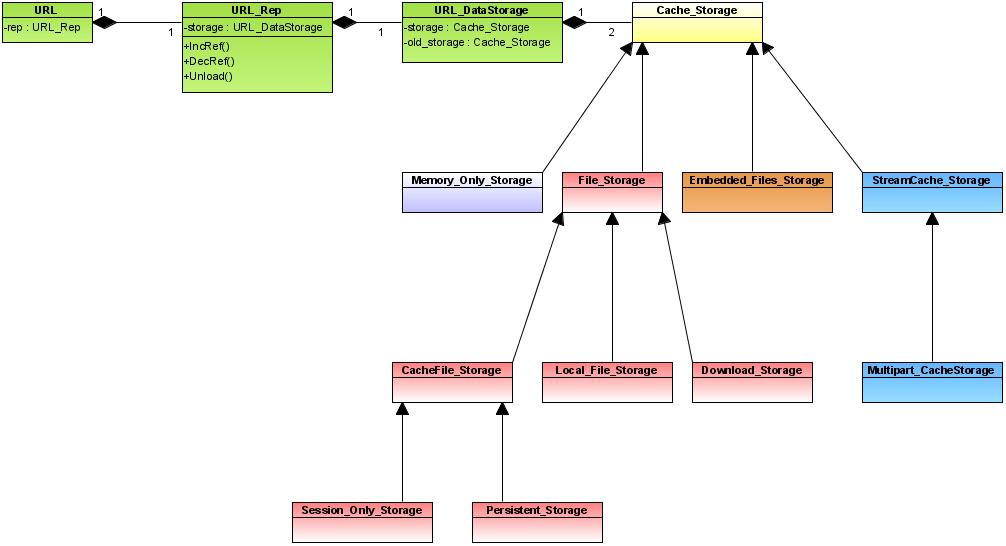 URL
-rep : URL_Rep
1
1
URL_Rep
-storage : URL_DataStorage
+IncRef()
+DecRef()
+Unload()
1
1
URL_DataStorage
-storage : Cache_Storage
-old_storage : Cache_Storage
1
2
Cache_Storage
Memory_Only_Storage
File_Storage
Embedded_Files_Storage
StreamCache_Storage
CacheFile_Storage
Local_File_Storage
Download_Storage
Multipart_CacheStorage
Session_Only_Storage
Persistent_Storage